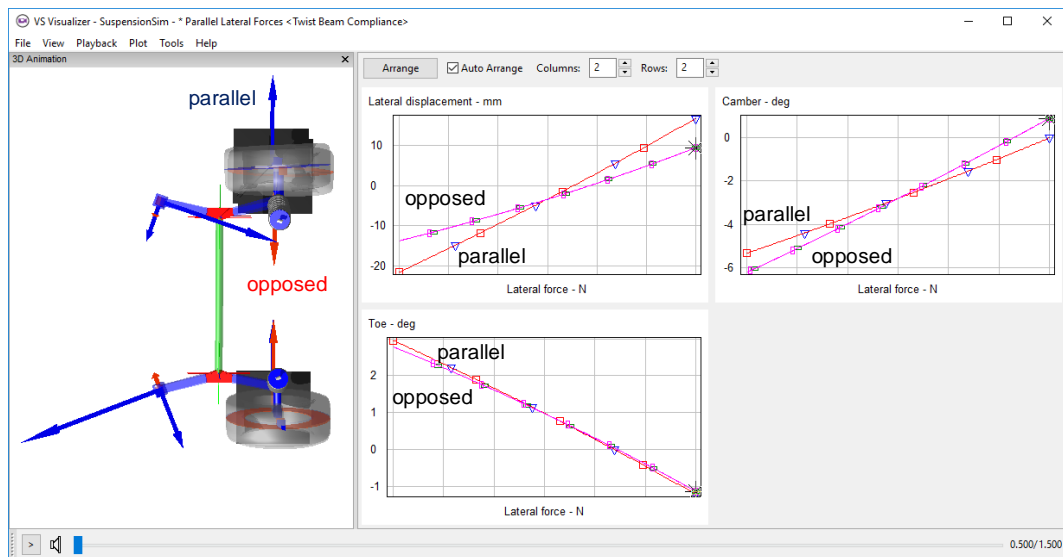 VS Visualizer - SuspensionSim - * Parallel Lateral Forces <Twist Beam Compliance>
File View Playback Plot Tools Help
3D Animation
parallel
opposed
Arrange Auto Arrange Columns: 2 Rows: 2
Lateral displacement - mm
10
0
-10
-20
opposed
parallel
Lateral force - N
Camber - deg
0
-2
-4
-6
parallel
opposed
Lateral force - N
Toe - deg
2
1
0
-1
parallel
opposed
Lateral force - N
> 0.500/1.500